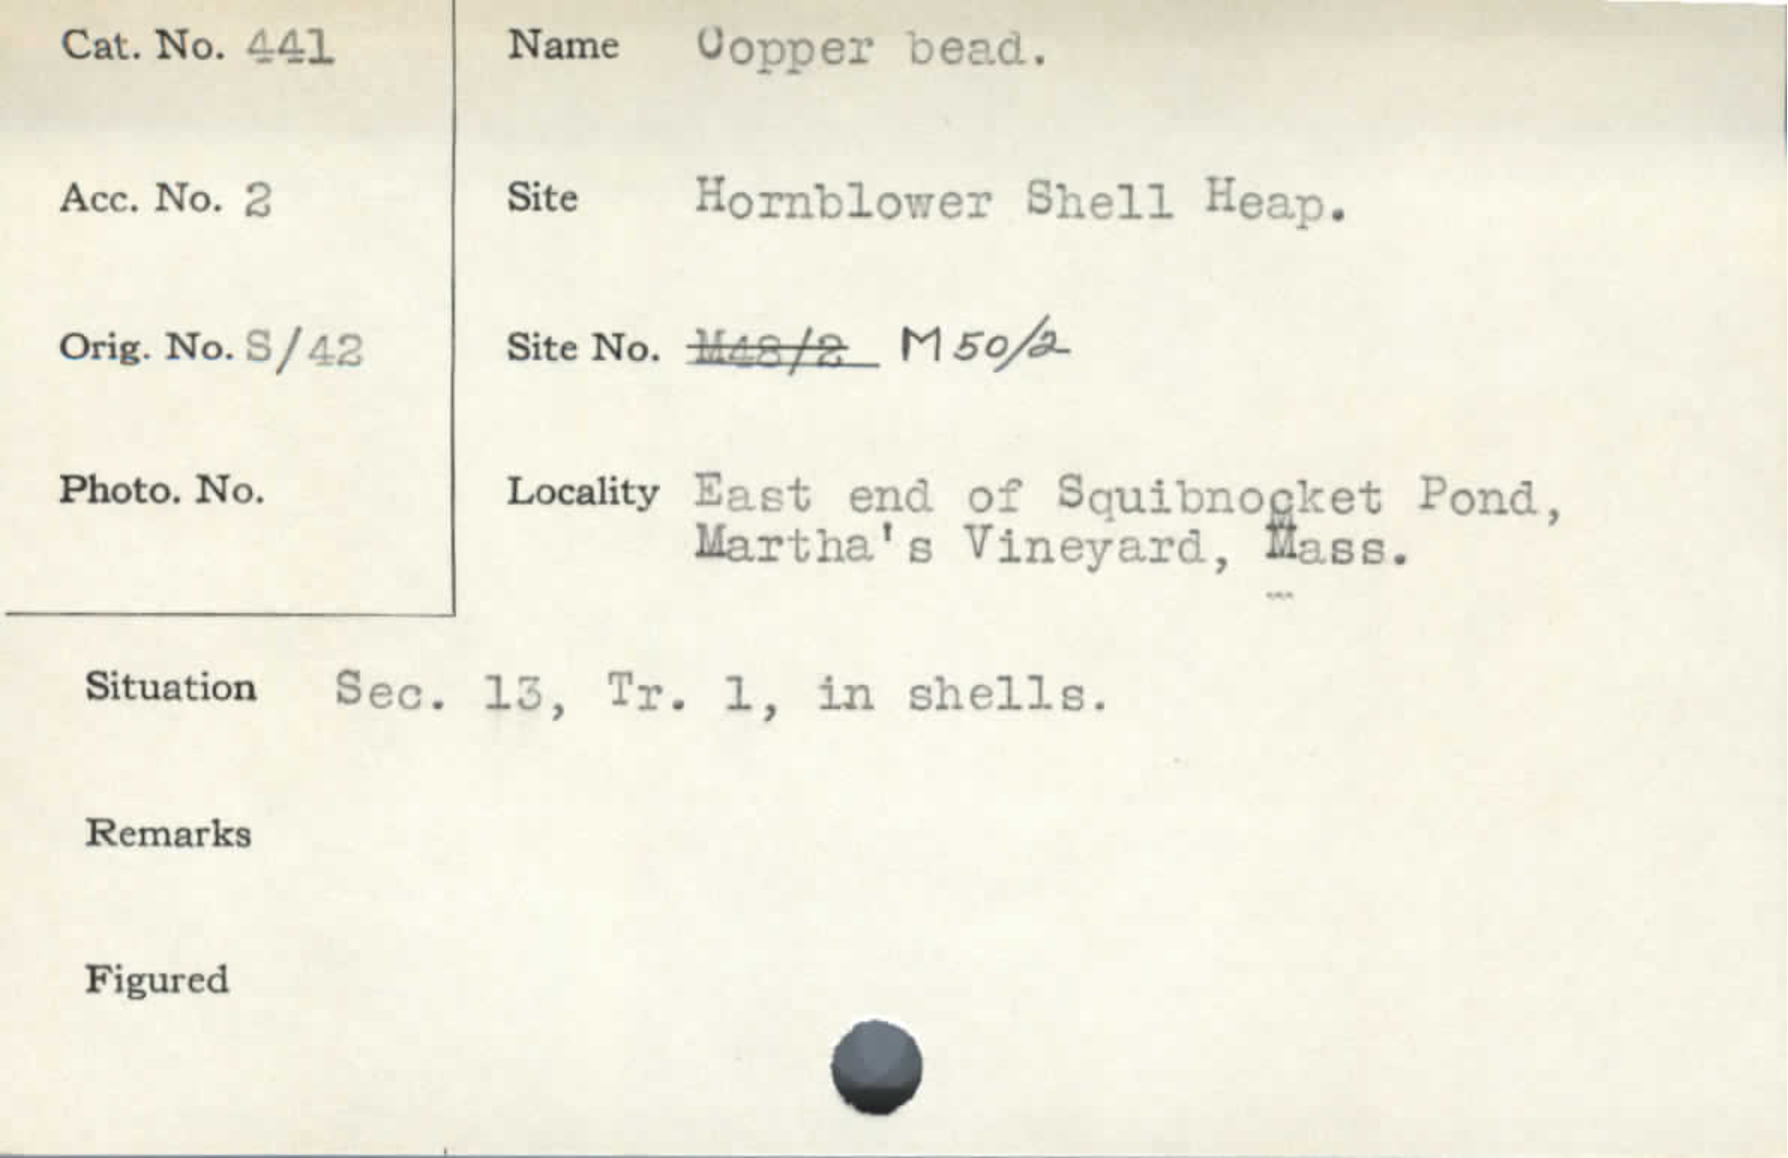 Cat. No. 441
Name Copper bead.
Acc. No. 2
Site Hornblower Shell Heap.
Orig. No. S/42
Site No. M48/2 M50/2
Photo. No.
Locality East end of Squibnocket Pond,
Martha's Vineyard, Mass.
Situation Sec. 13, Tr. 1, in shells.
Remarks
Figured